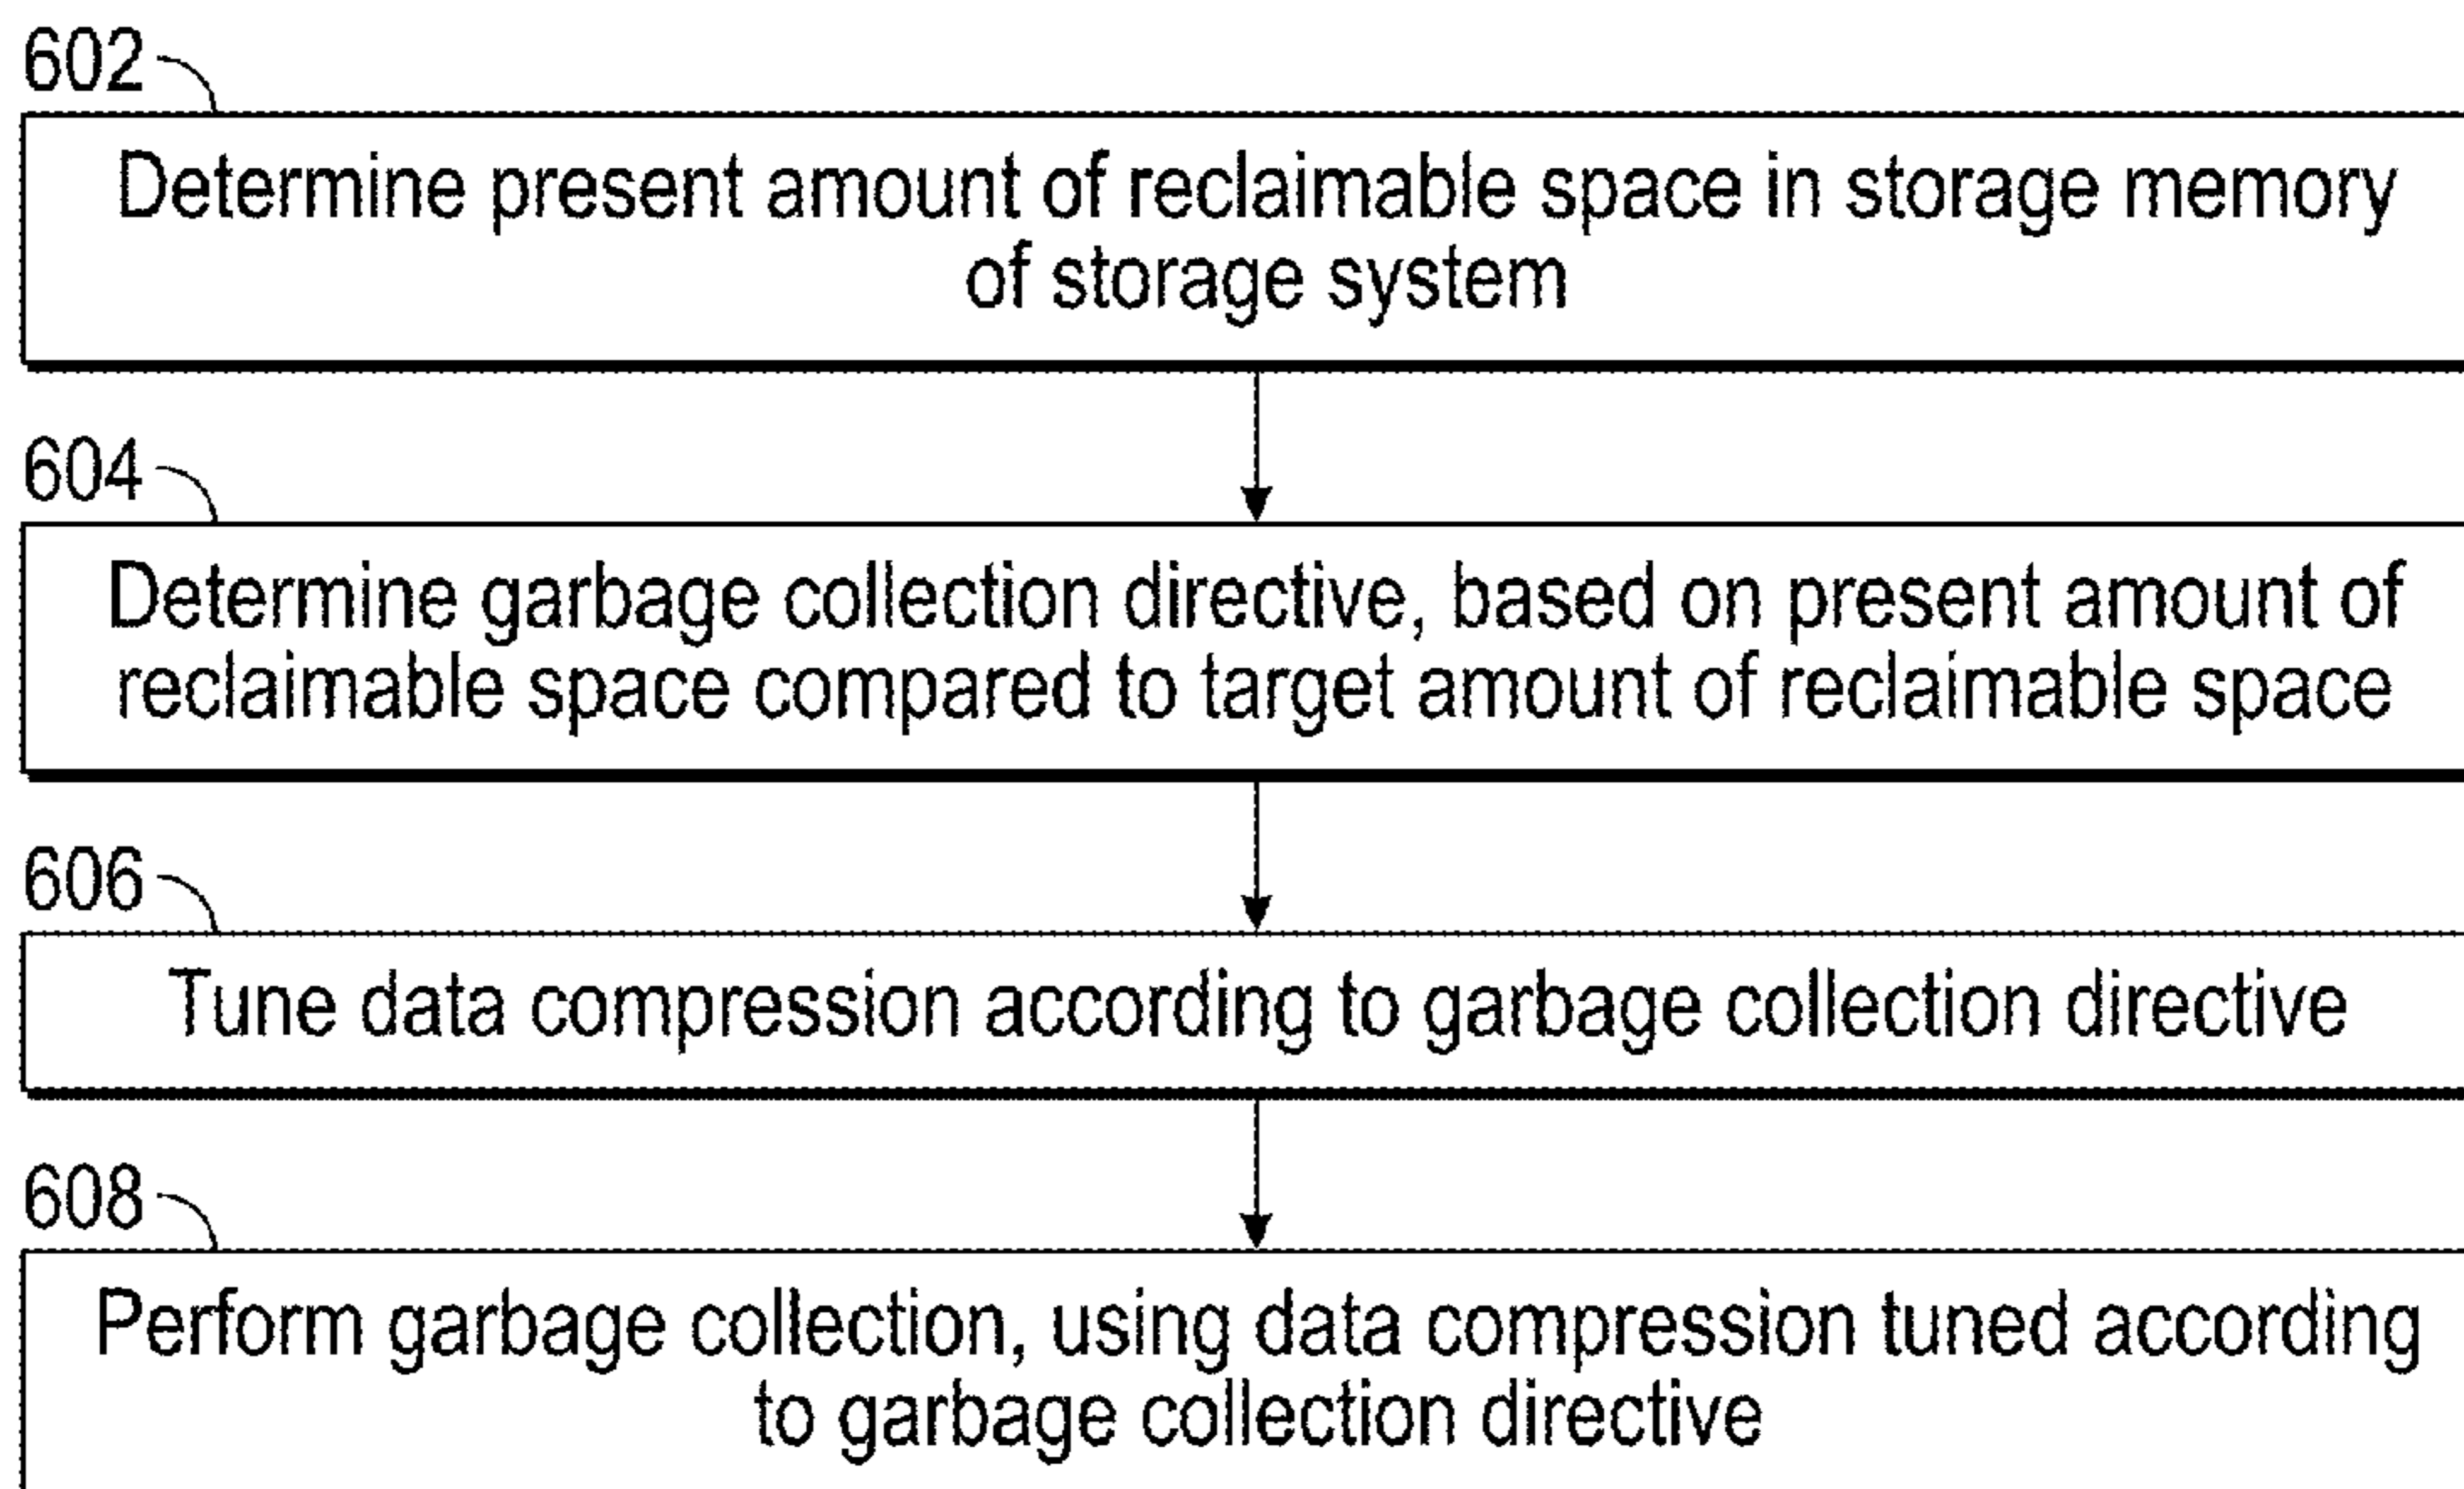 602
Determine present amount of reclaimable space in storage memory
of storage system
604
Determine garbage collection directive, based on present amount of
reclaimable space compared to target amount of reclaimable space
606
Tune data compression according to garbage collection directive
608
Perform garbage collection, using data compression tuned according
to garbage collection directive